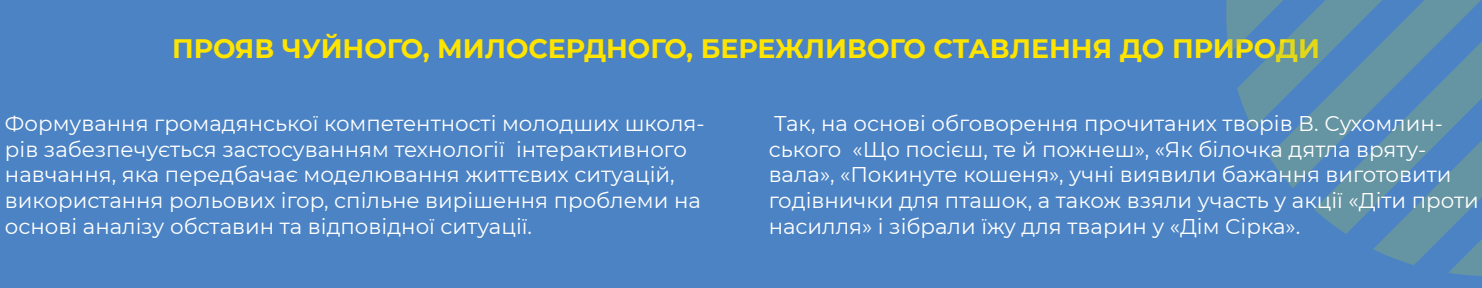 ПРОЯВ ЧУЙНОГО, МИЛОСЕРДНОГО, БЕРЕЖЛИВОГО СТАВЛЕННЯ ДО ПРИРОДИ
Формування громадянської компетентності молодших школя-
рів забезпечується застосуванням технології інтерактивного
навчання, яка передбачає моделювання життєвих ситуацій,
використання рольових ігор, спільне вирішення проблеми на
основі аналізу обставин та відповідної ситуації.
Так, на основі обговорення прочитаних творів В. Сухомлин-
ського «Що посієш, те й пожнеш», «Як білочка дятла вряту-
вала», «Покинуте кошеня», учні виявили бажання виготовити
годівнички для пташок, а також взяли участь у акції «Діти проти
насилля» і зібрали їжу для тварин у «Дім Сірка».